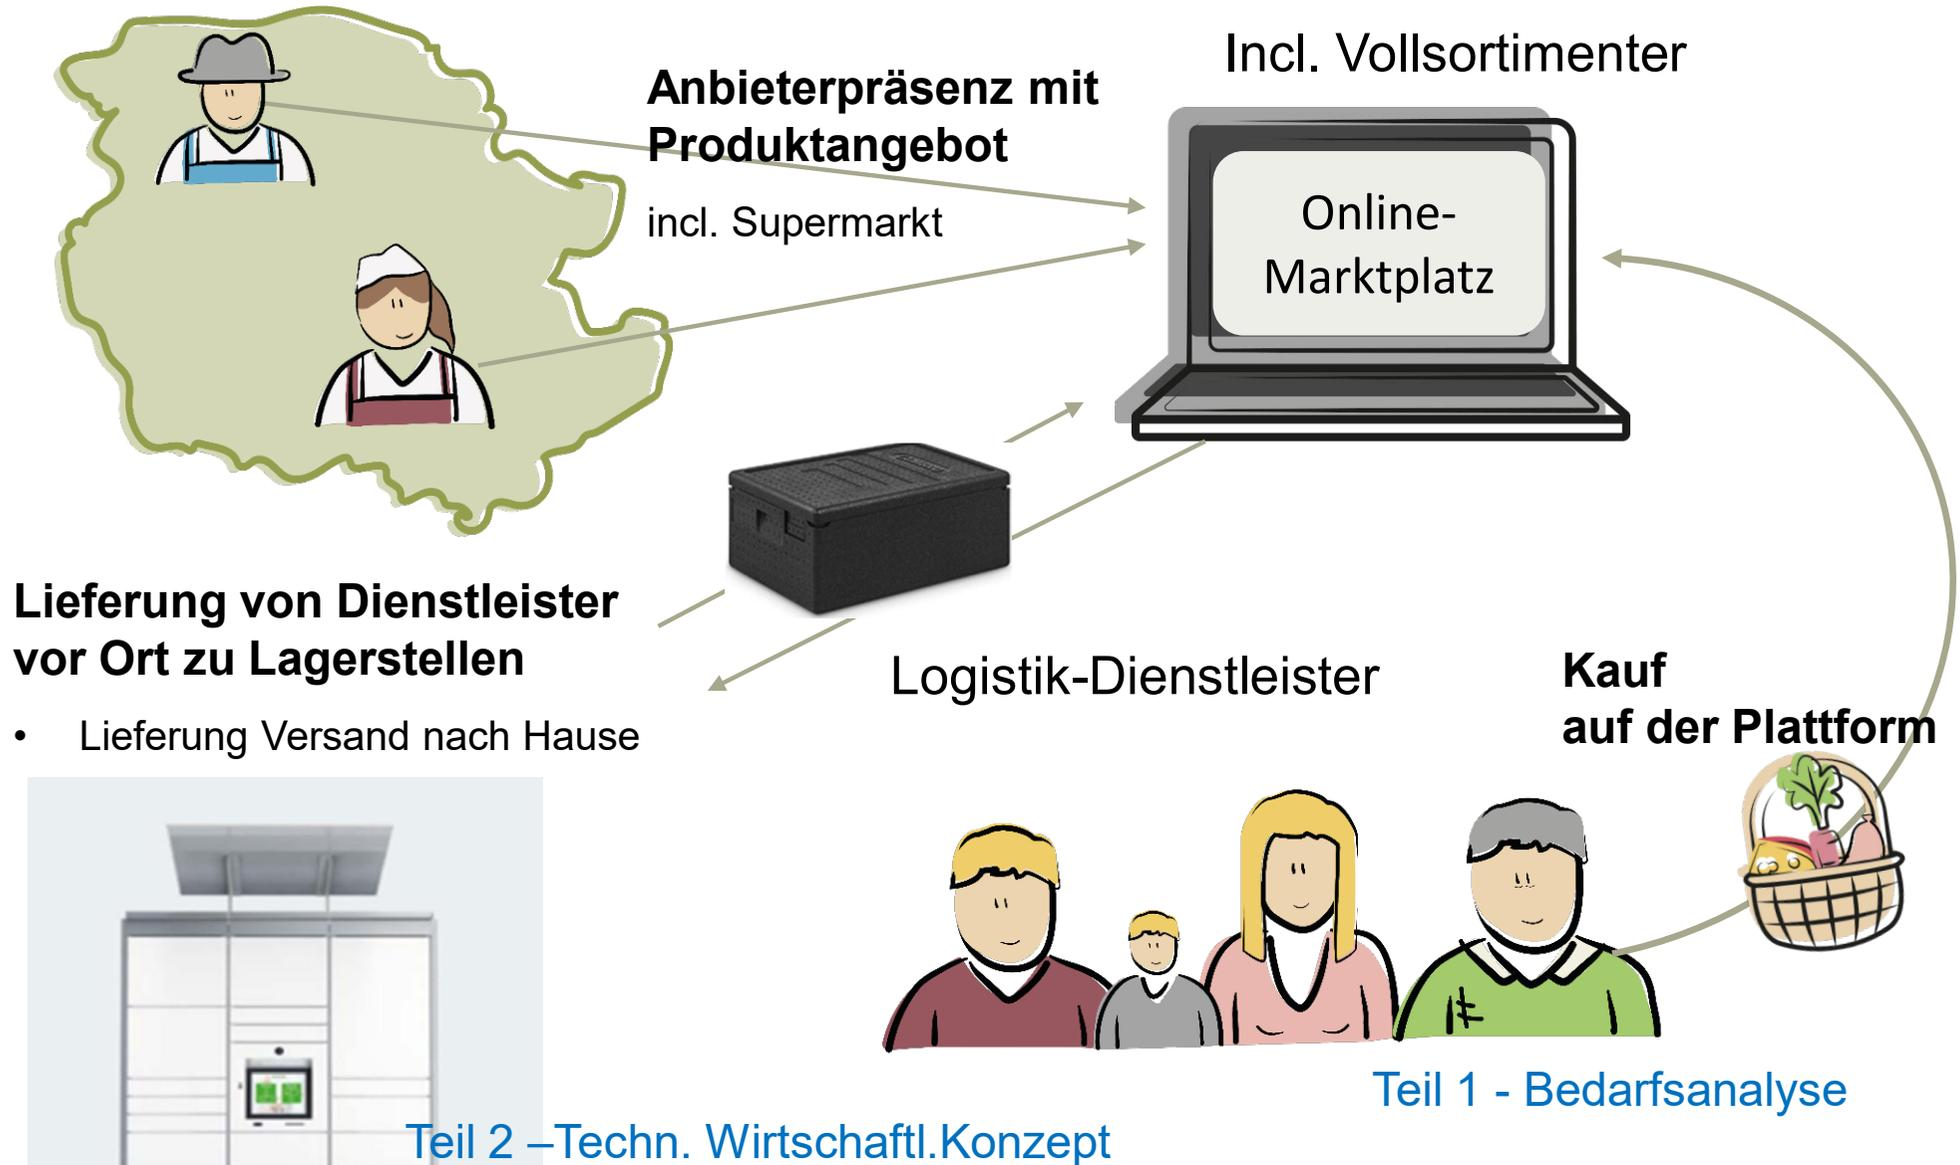 Incl. Vollsortimenter
Anbieterpräsenz mit
Produktangebot
incl. Supermarkt
Online-
Marktplatz
Lieferung von Dienstleister
vor Ort zu Lagerstellen
• Lieferung Versand nach Hause
Logistik-Dienstleister
Kauf
auf der Plattform
Teil 1 - Bedarfsanalyse
Teil 2 –Techn. Wirtschaftl.Konzept